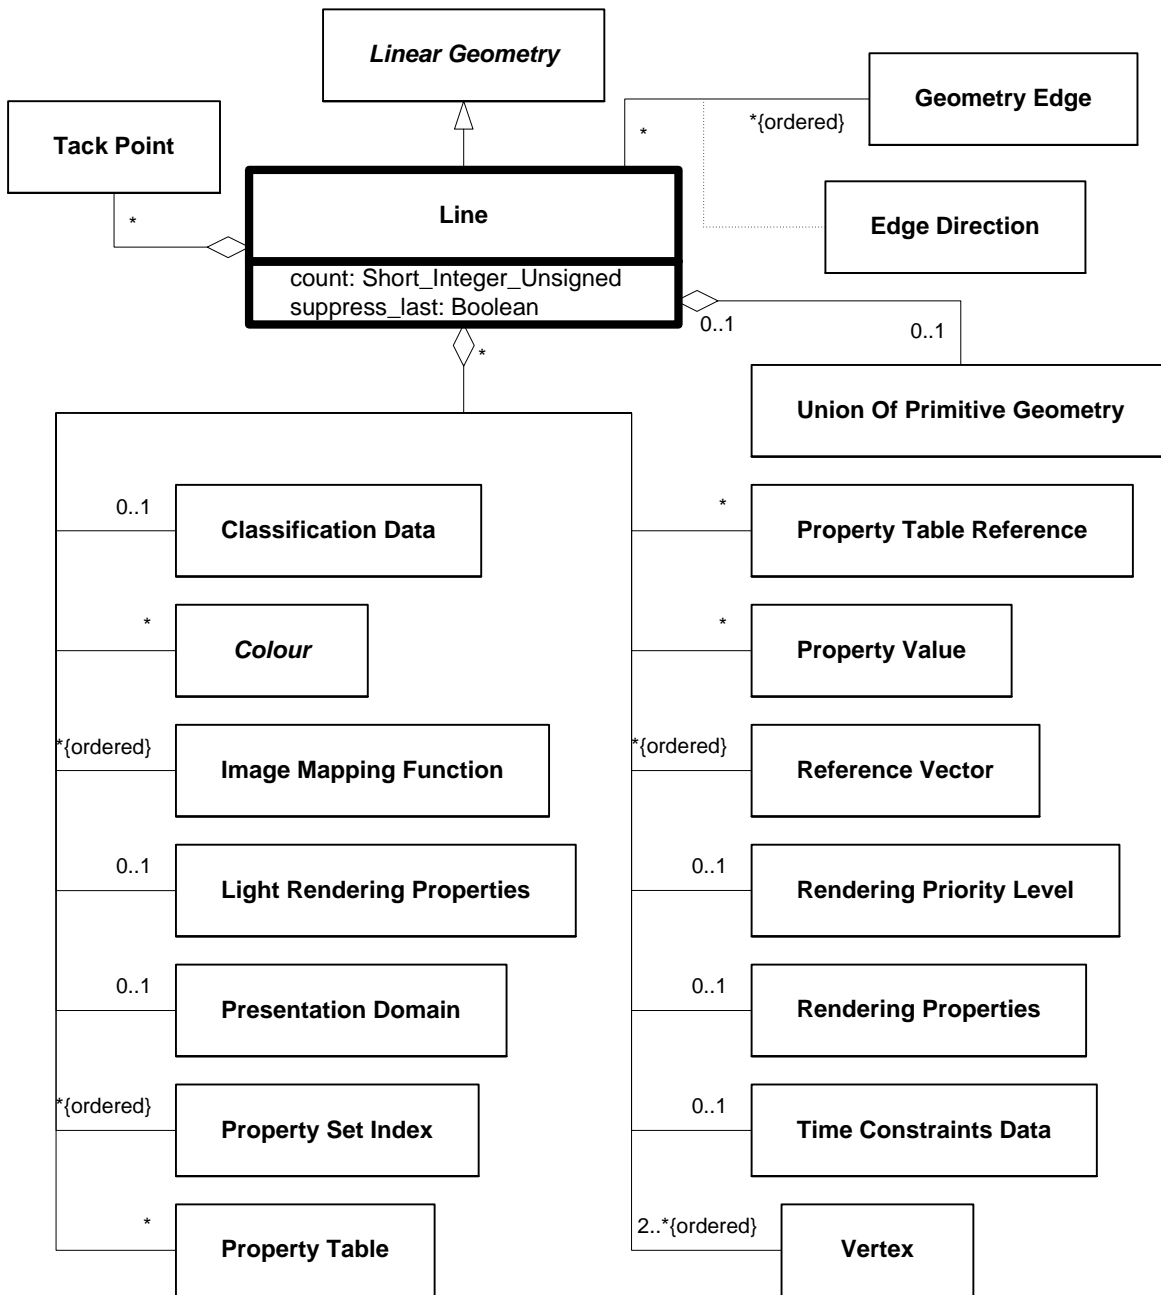 Linear Geometry
Geometry Edge
*{ordered}
*
Tack Point
*
Line
Edge Direction
count: Short_Integer_Unsigned
suppress_last: Boolean
0..1
0..1
*
Union Of Primitive Geometry
0..1
Classification Data
*
Property Table Reference
*
Colour
*
Property Value
*{ordered}
Image Mapping Function
*{ordered}
Reference Vector
0..1
Light Rendering Properties
0..1
Rendering Priority Level
0..1
Presentation Domain
0..1
Rendering Properties
*{ordered}
Property Set Index
0..1
Time Constraints Data
*
Property Table
2..*{ordered}
Vertex